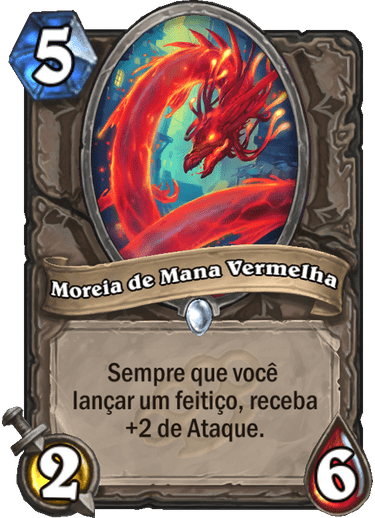 5
Moreia de Mana Vermelha
Sempre que você
lançar um feitiço, receba
+2 de Ataque.
2
6